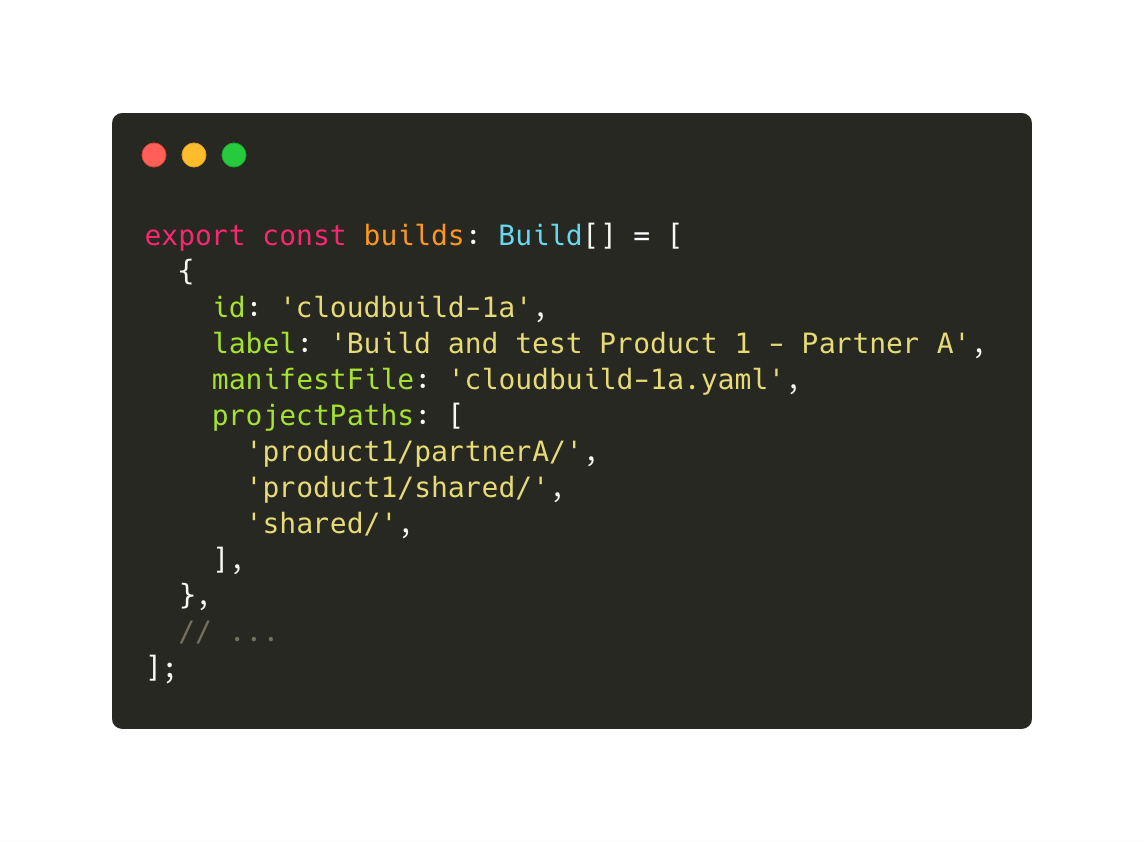 export const builds: Build[] = [
  {
    id: 'cloudbuild-1a',
    label: 'Build and test Product 1 - Partner A',
    manifestFile: 'cloudbuild-1a.yaml',
    projectPaths: [
      'product1/partnerA/',
      'product1/shared/',
      'shared/',
    ],
  },
  // ...
];